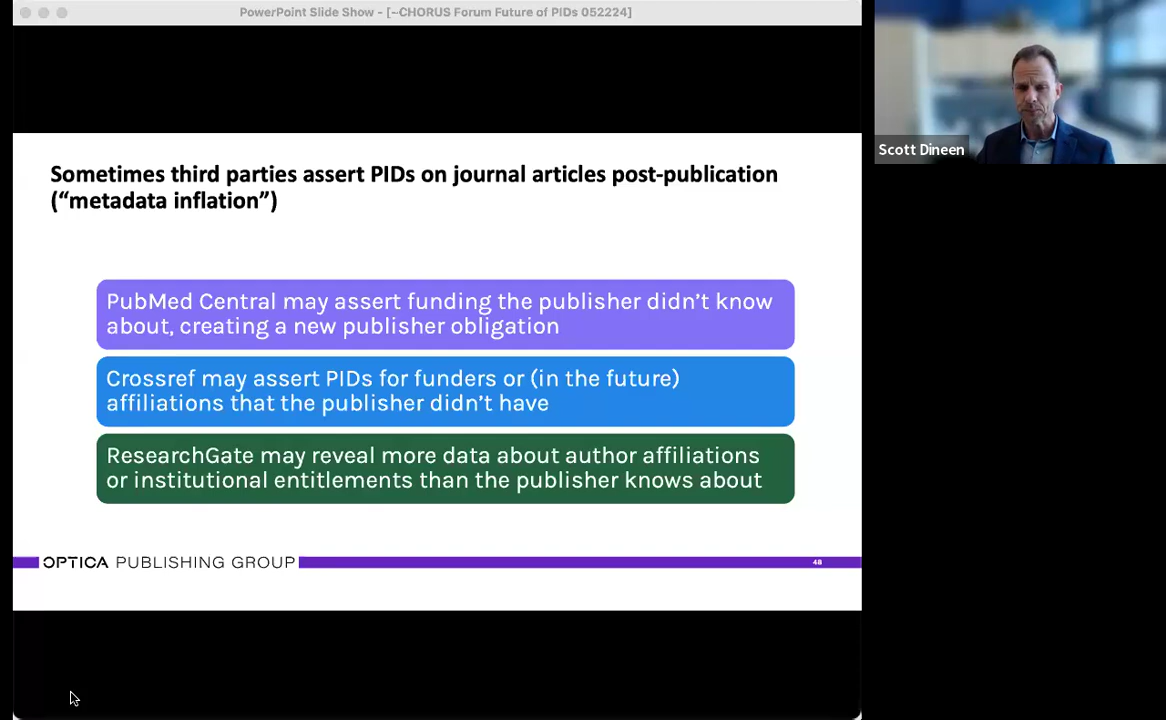 PowerPoint Slide Show - [~CHORUS Forum Future of PIDs 052224]
Scott Dineen
Sometimes third parties assert PIDs on journal articles post-publication
(“metadata inflation”)
PubMed Central may assert funding the publisher didn’t know
about, creating a new publisher obligation
Crossref may assert PIDs for funders or (in the future)
affiliations that the publisher didn’t have
ResearchGate may reveal more data about author affiliations
or institutional entitlements than the publisher knows about
OPTICA PUBLISHING GROUP
48